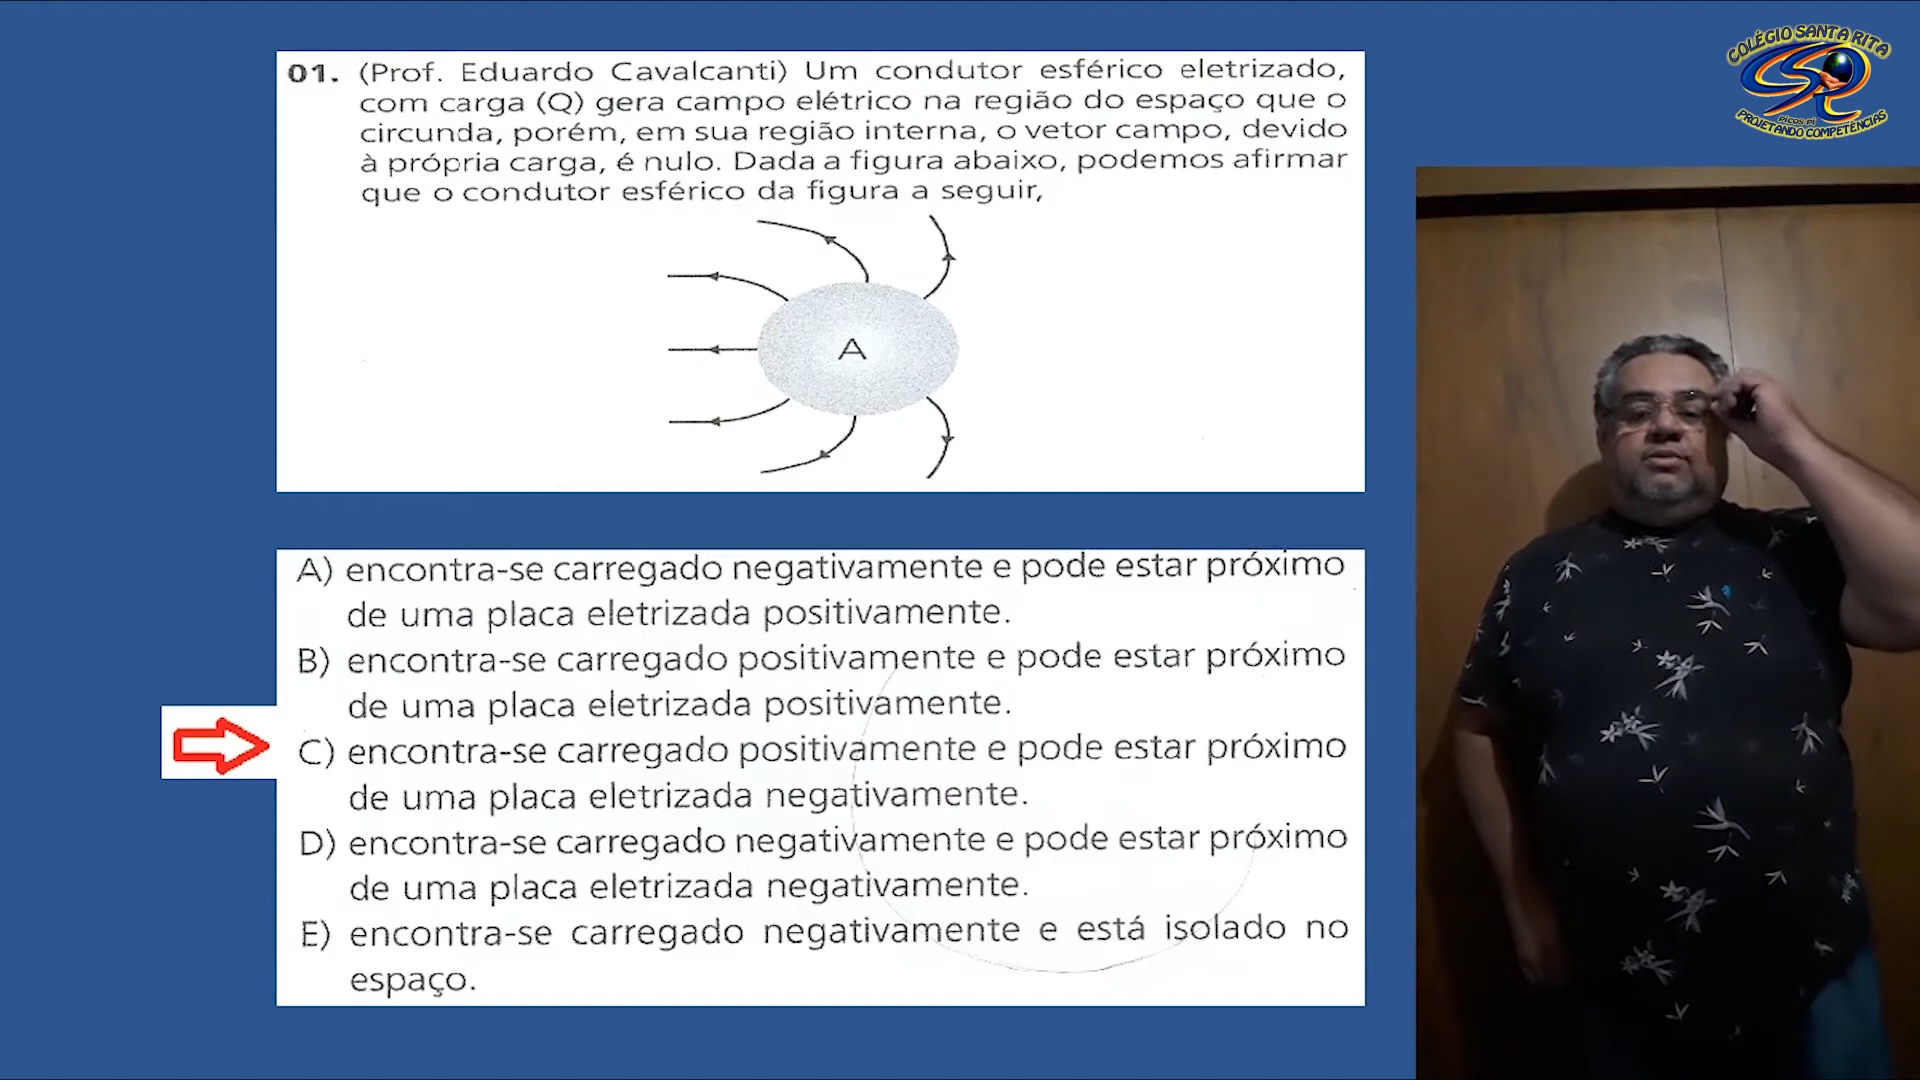 COLÉGIO SANTA RITA
Picos PI
PROJETANDO COMPETÊNCIAS
01. (Prof. Eduardo Cavalcanti) Um condutor esférico eletrizado,
com carga (Q) gera campo elétrico na região do espaço que o
circunda, porém, em sua região interna, o vetor campo, devido
à própria carga, é nulo. Dada a figura abaixo, podemos afirmar
que o condutor esférico da figura a seguir,
A
A) encontra-se carregado negativamente e pode estar próximo
de uma placa eletrizada positivamente.
B) encontra-se carregado positivamente e pode estar próximo
de uma placa eletrizada positivamente.
C) encontra-se carregado positivamente e pode estar próximo
de uma placa eletrizada negativamente.
D) encontra-se carregado negativamente e pode estar próximo
de uma placa eletrizada negativamente.
E) encontra-se carregado negativamente e está isolado no
espaço.